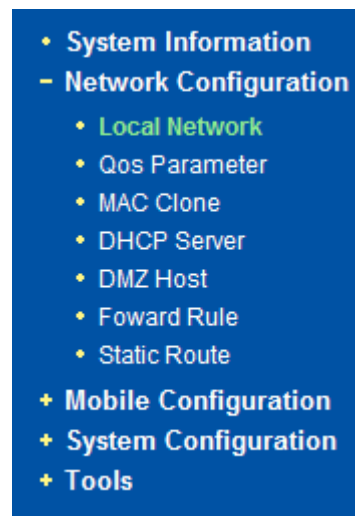 System Information
Network Configuration
Local Network
Qos Parameter
MAC Clone
DHCP Server
DMZ Host
Foward Rule
Static Route
Mobile Configuration
System Configuration
Tools